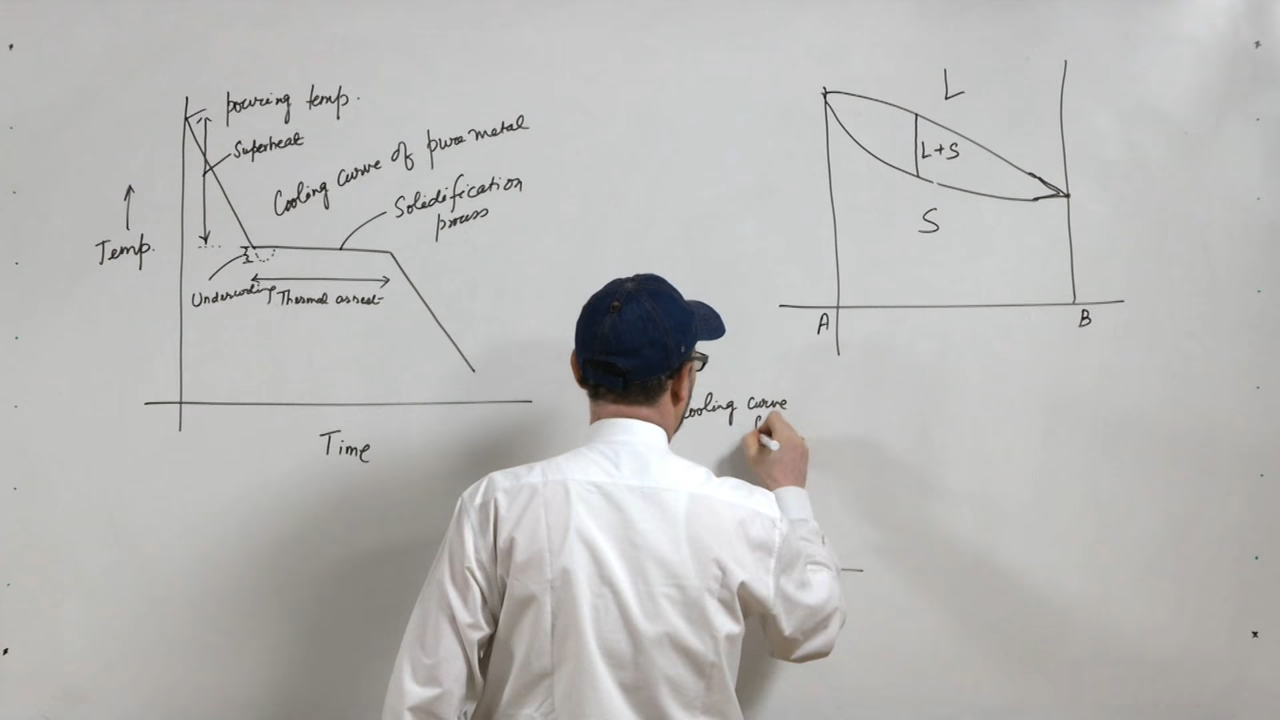 pouring temp.
Superheat
Cooling curve of pure metal
Solidification
process
Temp.
Undercooling
Thermal arrest
Time
L
L+S
S
A
B
cooling curve